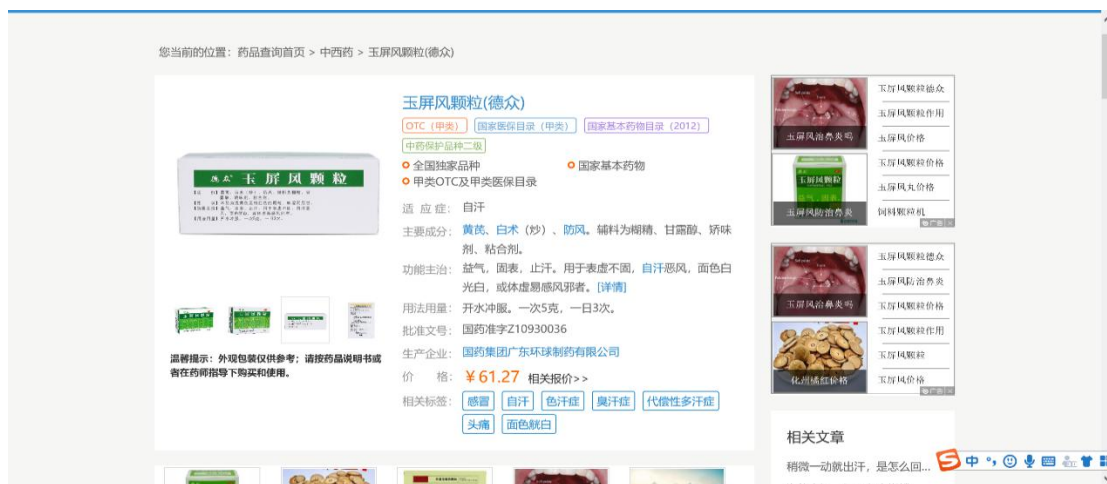 您当前的位置：药品查询首页 > 中西药 > 玉屏风颗粒(德众)
玉屏风颗粒(德众)
OTC（甲类） 国家医保目录（甲类） 国家基本药物目录（2012）
中药保护品种二级
全国独家品种 国家基本药物
甲类OTC及甲类医保目录
适 应 症： 自汗
主要成分： 黄芪、白术（炒）、防风。辅料为糊精、甘露醇、矫味
剂、粘合剂。
功能主治： 益气，固表，止汗。用于表虚不固，自汗恶风，面色白
光白，或体虚易感风邪者。[详情]
用法用量： 开水冲服。一次5克，一日3次。
批准文号： 国药准字Z10930036
生产企业： 国药集团广东环球制药有限公司
价 格： ￥61.27 相关报价>>
相关标签： 感冒 自汗 色汗症 臭汗症 代偿性多汗症
头痛 面色㿠白
德众 玉屏风颗粒
温馨提示：外观包装仅供参考；请按药品说明书或
者在药师指导下购买和使用。
玉屏风治鼻炎吗
玉屏风防治鼻炎
玉屏风颗粒德众
玉屏风颗粒作用
玉屏风价格
玉屏风颗粒价格
玉屏风丸价格
饲料颗粒机
广告
玉屏风治鼻炎吗
化州橘红价格
玉屏风颗粒德众
玉屏风防治鼻炎
玉屏风颗粒价格
玉屏风颗粒作用
玉屏风颗粒
玉屏风价格
广告
相关文章
稍微一动就出汗，是怎么回...
中